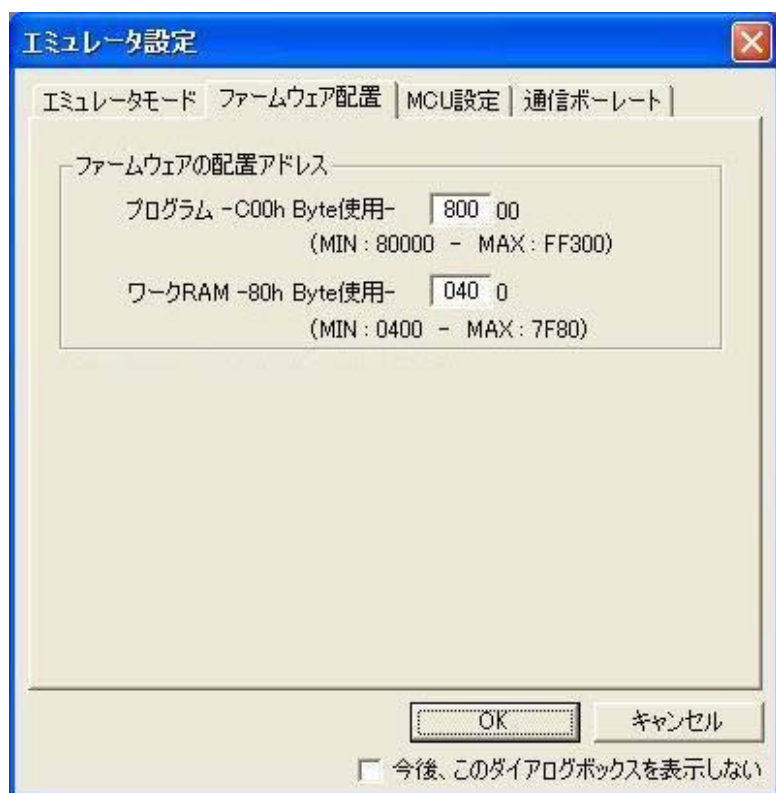 エミュレータ設定
エミュレータモード ファームウェア配置 MCU設定 通信ボーレート
ファームウェアの配置アドレス
プログラム -C00h Byte使用- 800 00
(MIN : 80000 - MAX : FF300)
ワークRAM -80h Byte使用- 040 0
(MIN : 0400 - MAX : 7F80)
OK キャンセル
今後、このダイアログボックスを表示しない